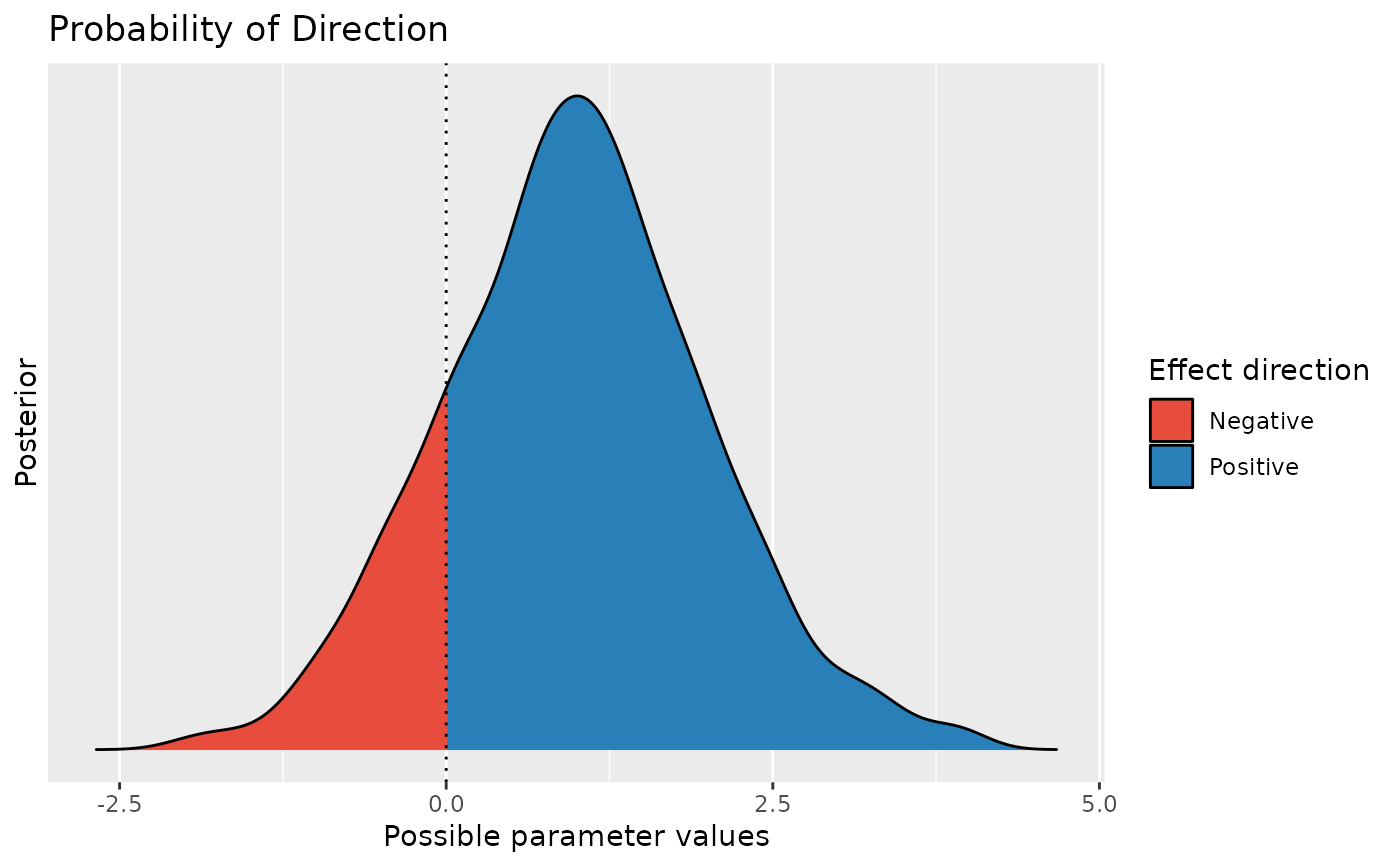 Probability of Direction
Posterior
Effect direction
Negative
Positive
-2.5
0.0
2.5
5.0
Possible parameter values